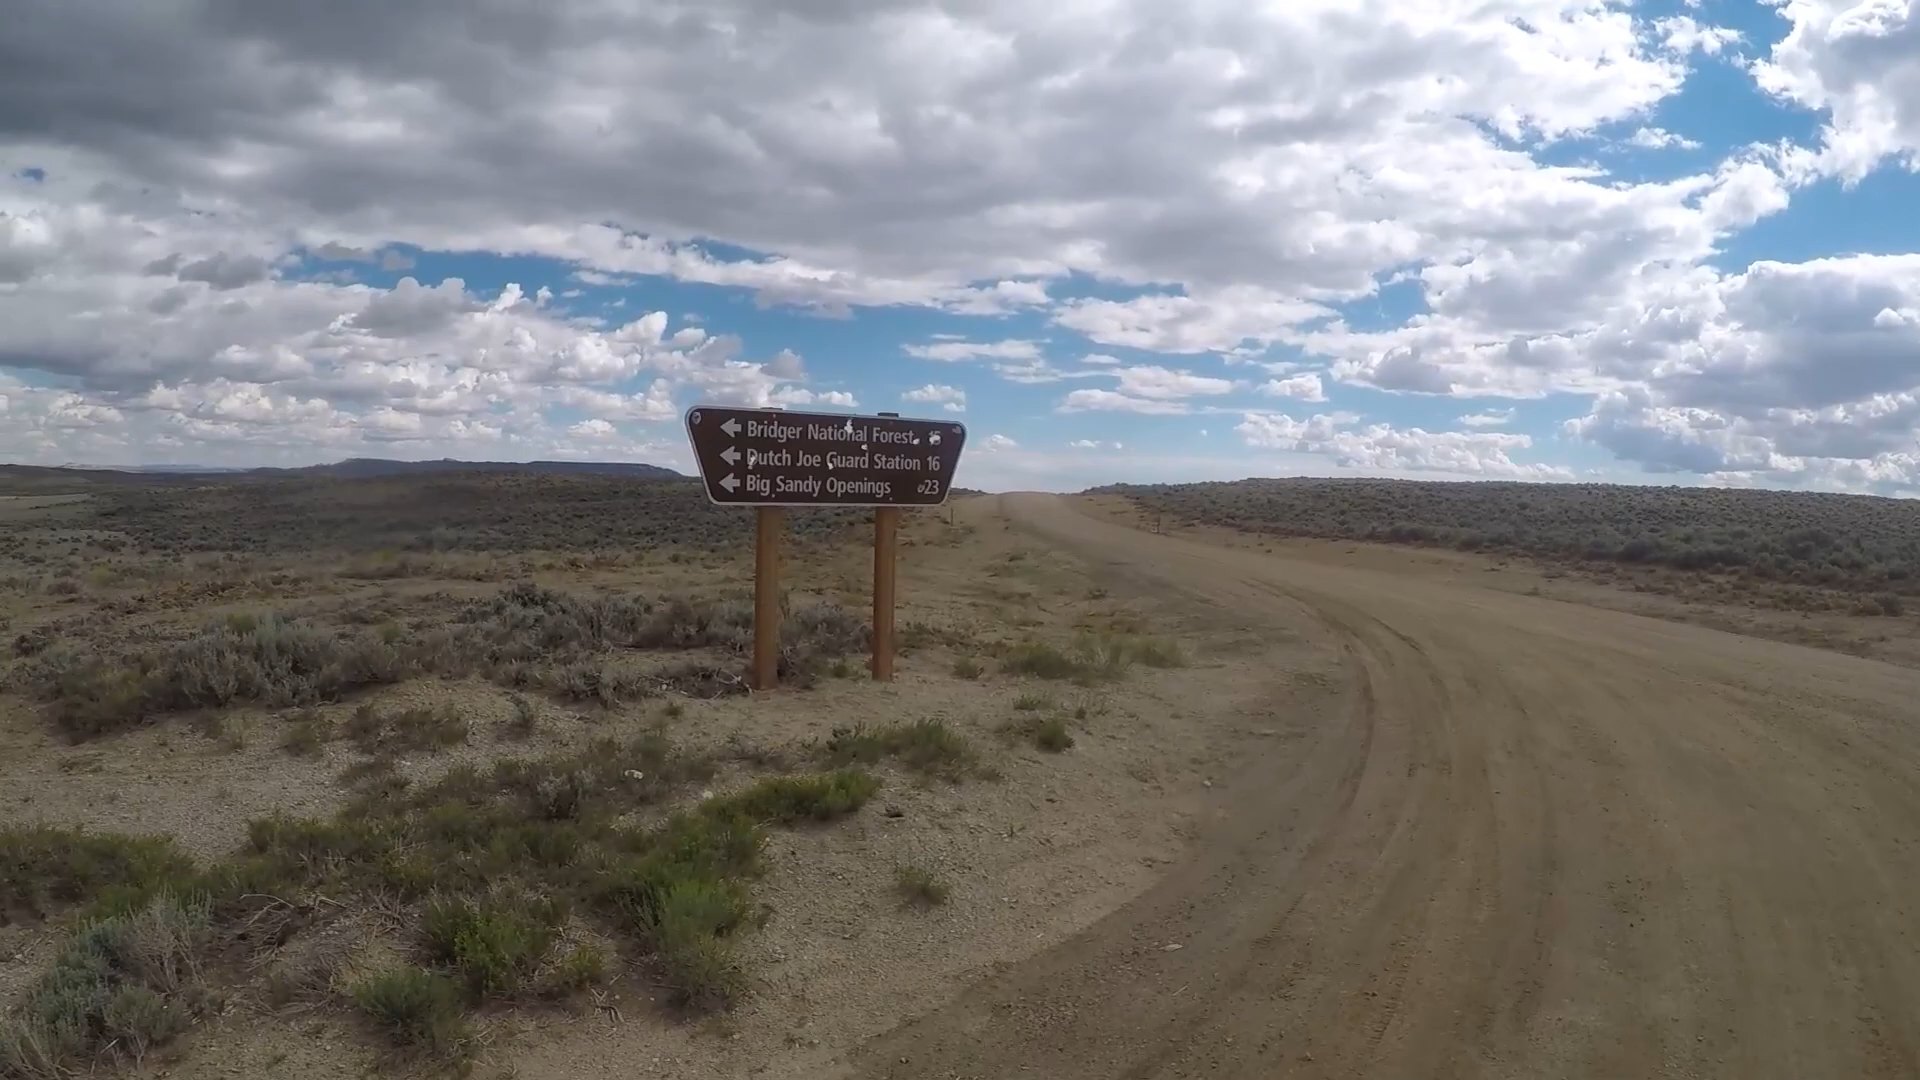 Bridger National Forest
Dutch Joe Guard Station 16
Big Sandy Openings 23